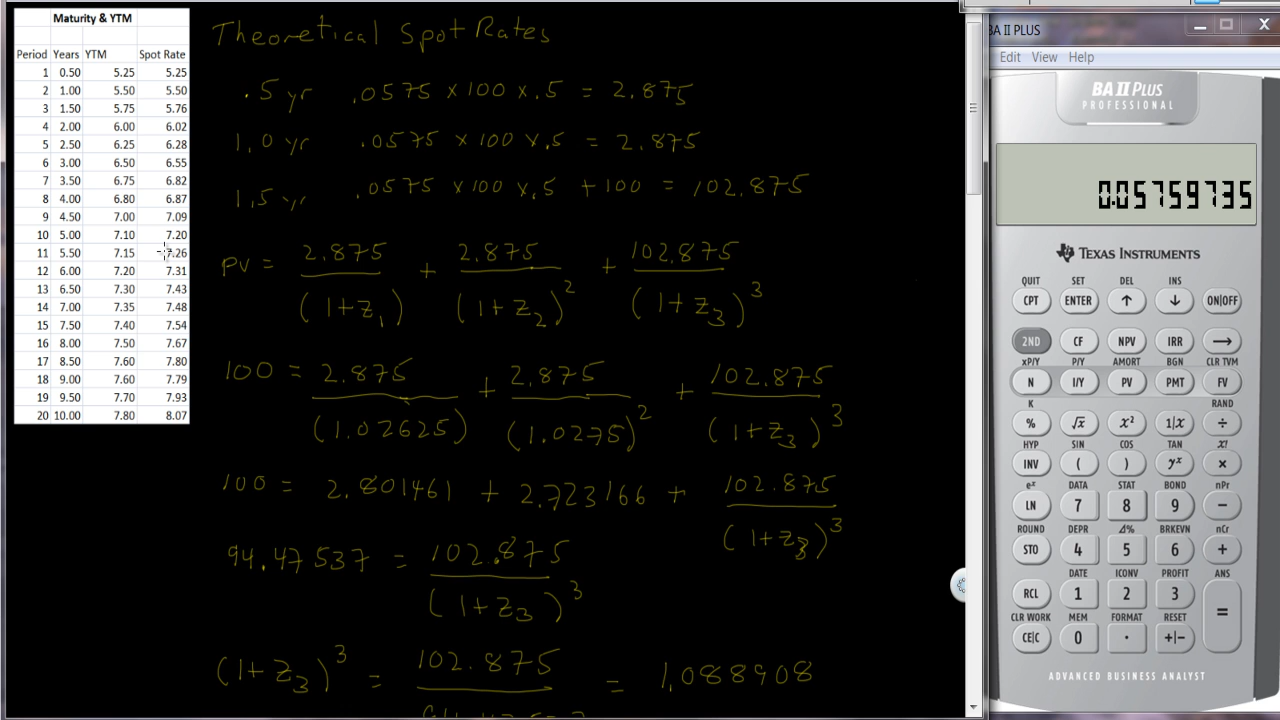 Maturity & YTM
Period Years YTM Spot Rate
1 0.50 5.25 5.25
2 1.00 5.50 5.50
3 1.50 5.75 5.76
4 2.00 6.00 6.02
5 2.50 6.25 6.28
6 3.00 6.50 6.55
7 3.50 6.75 6.82
8 4.00 6.80 6.87
9 4.50 7.00 7.09
10 5.00 7.10 7.20
11 5.50 7.15 7.26
12 6.00 7.20 7.31
13 6.50 7.30 7.43
14 7.00 7.35 7.48
15 7.50 7.40 7.54
16 8.00 7.50 7.67
17 8.50 7.60 7.80
18 9.00 7.60 7.79
19 9.50 7.70 7.93
20 10.00 7.80 8.07
Theoretical Spot Rates
.5 yr .0575 x 100 x .5 = 2.875
1.0 yr .0575 x 100 x .5 = 2.875
1.5 yr .0575 x 100 x .5 + 100 = 102.875
PV = 2.875 / (1+z₁) + 2.875 / (1+z₂)² + 102.875 / (1+z₃)³
100 = 2.875 / (1.02625) + 2.875 / (1.0275)² + 102.875 / (1+z₃)³
100 = 2.801461 + 2.723166 + 102.875 / (1+z₃)³
94.47537 = 102.875 / (1+z₃)³
(1+z₃)³ = 102.875 = 1.088908
BA II PLUS
Edit View Help
BA II PLUS
PROFESSIONAL
0.05759735
TEXAS INSTRUMENTS
QUIT SET DEL INS
CPT ENTER ↑ ↓ ON|OFF
2ND CF NPV IRR →
xP/Y P/Y AMORT BGN CLR TVM
N I/Y PV PMT FV
K RAND
% √x x² 1/x ÷
HYP SIN COS TAN x!
INV ( ) yˣ ×
eˣ DATA STAT BOND nPr
LN 7 8 9 −
ROUND DEPR Δ% BRKEVN nCr
STO 4 5 6 +
DATE ICONV PROFIT ANS
RCL 1 2 3 =
CLR WORK MEM FORMAT RESET
CE|C 0 . +|−
ADVANCED BUSINESS ANALYST